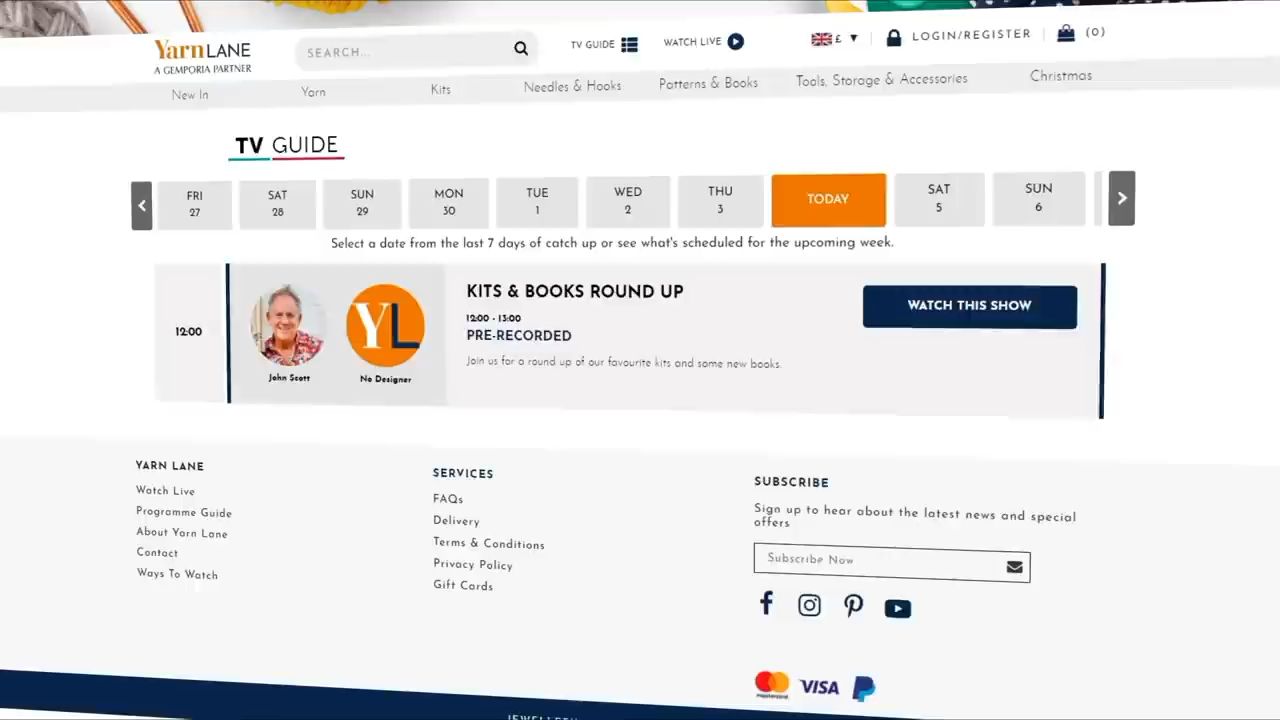 YarnLANE
A GEMPORIA PARTNER
SEARCH...
TV GUIDE
WATCH LIVE
£
LOGIN/REGISTER
(0)
New In
Yarn
Kits
Needles & Hooks
Patterns & Books
Tools, Storage & Accessories
Christmas
TV GUIDE
FRI
27
SAT
28
SUN
29
MON
30
TUE
1
WED
2
THU
3
TODAY
SAT
5
SUN
6
Select a date from the last 7 days of catch up or see what's scheduled for the upcoming week.
12:00
YL
John Scott
No Designer
KITS & BOOKS ROUND UP
12:00 - 13:00
PRE-RECORDED
Join us for a round up of our favourite kits and some new books.
WATCH THIS SHOW
YARN LANE
Watch Live
Programme Guide
About Yarn Lane
Contact
Ways To Watch
SERVICES
FAQs
Delivery
Terms & Conditions
Privacy Policy
Gift Cards
SUBSCRIBE
Sign up to hear about the latest news and special
offers
Subscribe Now
mastercard
VISA